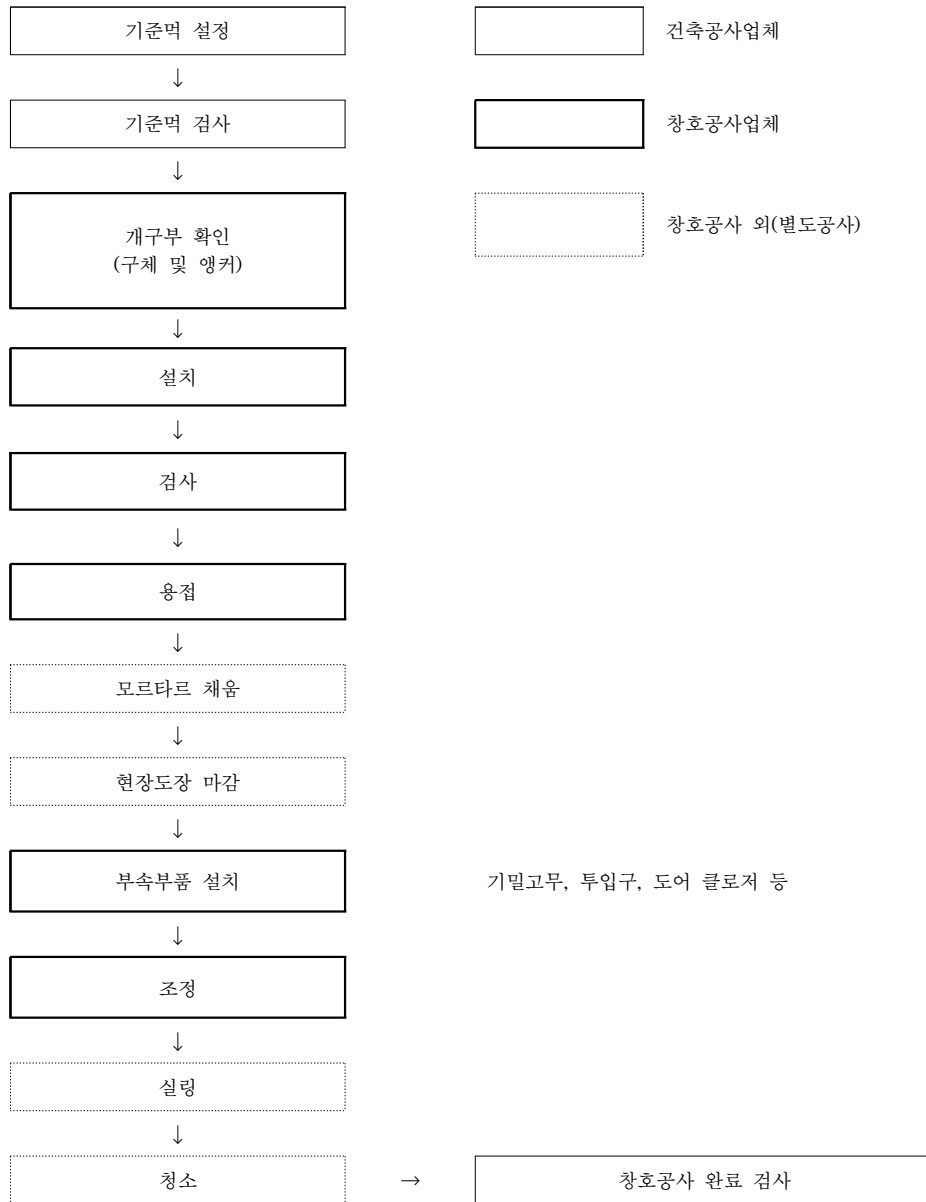 기준먹 설정
건축공사업체
↓
기준먹 검사
창호공사업체
↓
개구부 확인
(구체 및 앵커)
창호공사 외(별도공사)
↓
설치
↓
검사
↓
용접
↓
모르타르 채움
↓
현장도장 마감
↓
부속부품 설치
기밀고무, 투입구, 도어 클로저 등
↓
조정
↓
실링
↓
청소 → 창호공사 완료 검사